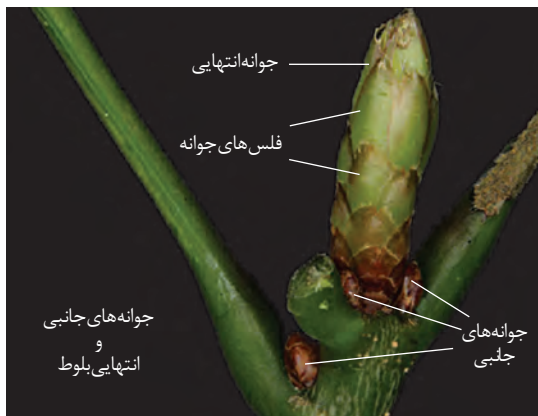 جوانه انتهایی
فلس‌های جوانه
جوانه‌های
جانبی
جوانه‌های جانبی
و
انتهایی بلوط